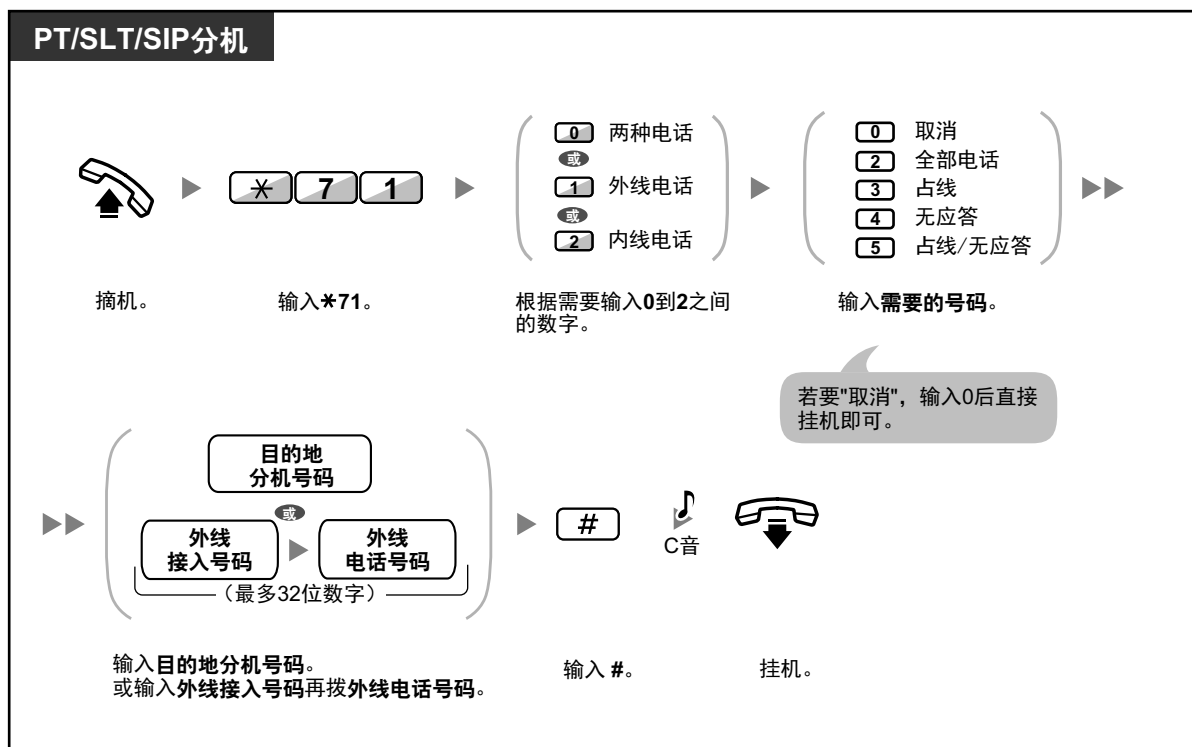 PT/SLT/SIP分机
0 两种电话
或
1 外线电话
或
2 内线电话
0 取消
2 全部电话
3 占线
4 无应答
5 占线/无应答
* 7 1
摘机。
输入*71。
根据需要输入0到2之间
的数字。
输入需要的号码。
若要"取消"，输入0后直接
挂机即可。
目的地
分机号码
或
外线
接入号码
外线
电话号码
（最多32位数字）
#
C音
输入目的地分机号码。
或输入外线接入号码再拨外线电话号码。
输入 #。
挂机。